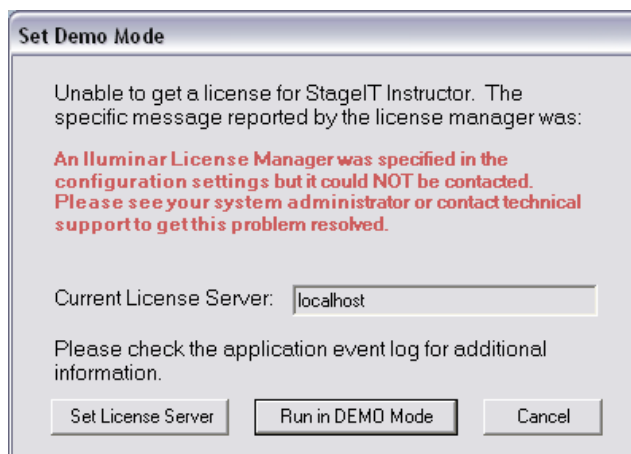 Set Demo Mode
Unable to get a license for StageIT Instructor. The
specific message reported by the license manager was:
An Iluminar License Manager was specified in the
configuration settings but it could NOT be contacted.
Please see your system administrator or contact technical
support to get this problem resolved.
Current License Server: localhost
Please check the application event log for additional
information.
Set License Server Run in DEMO Mode Cancel